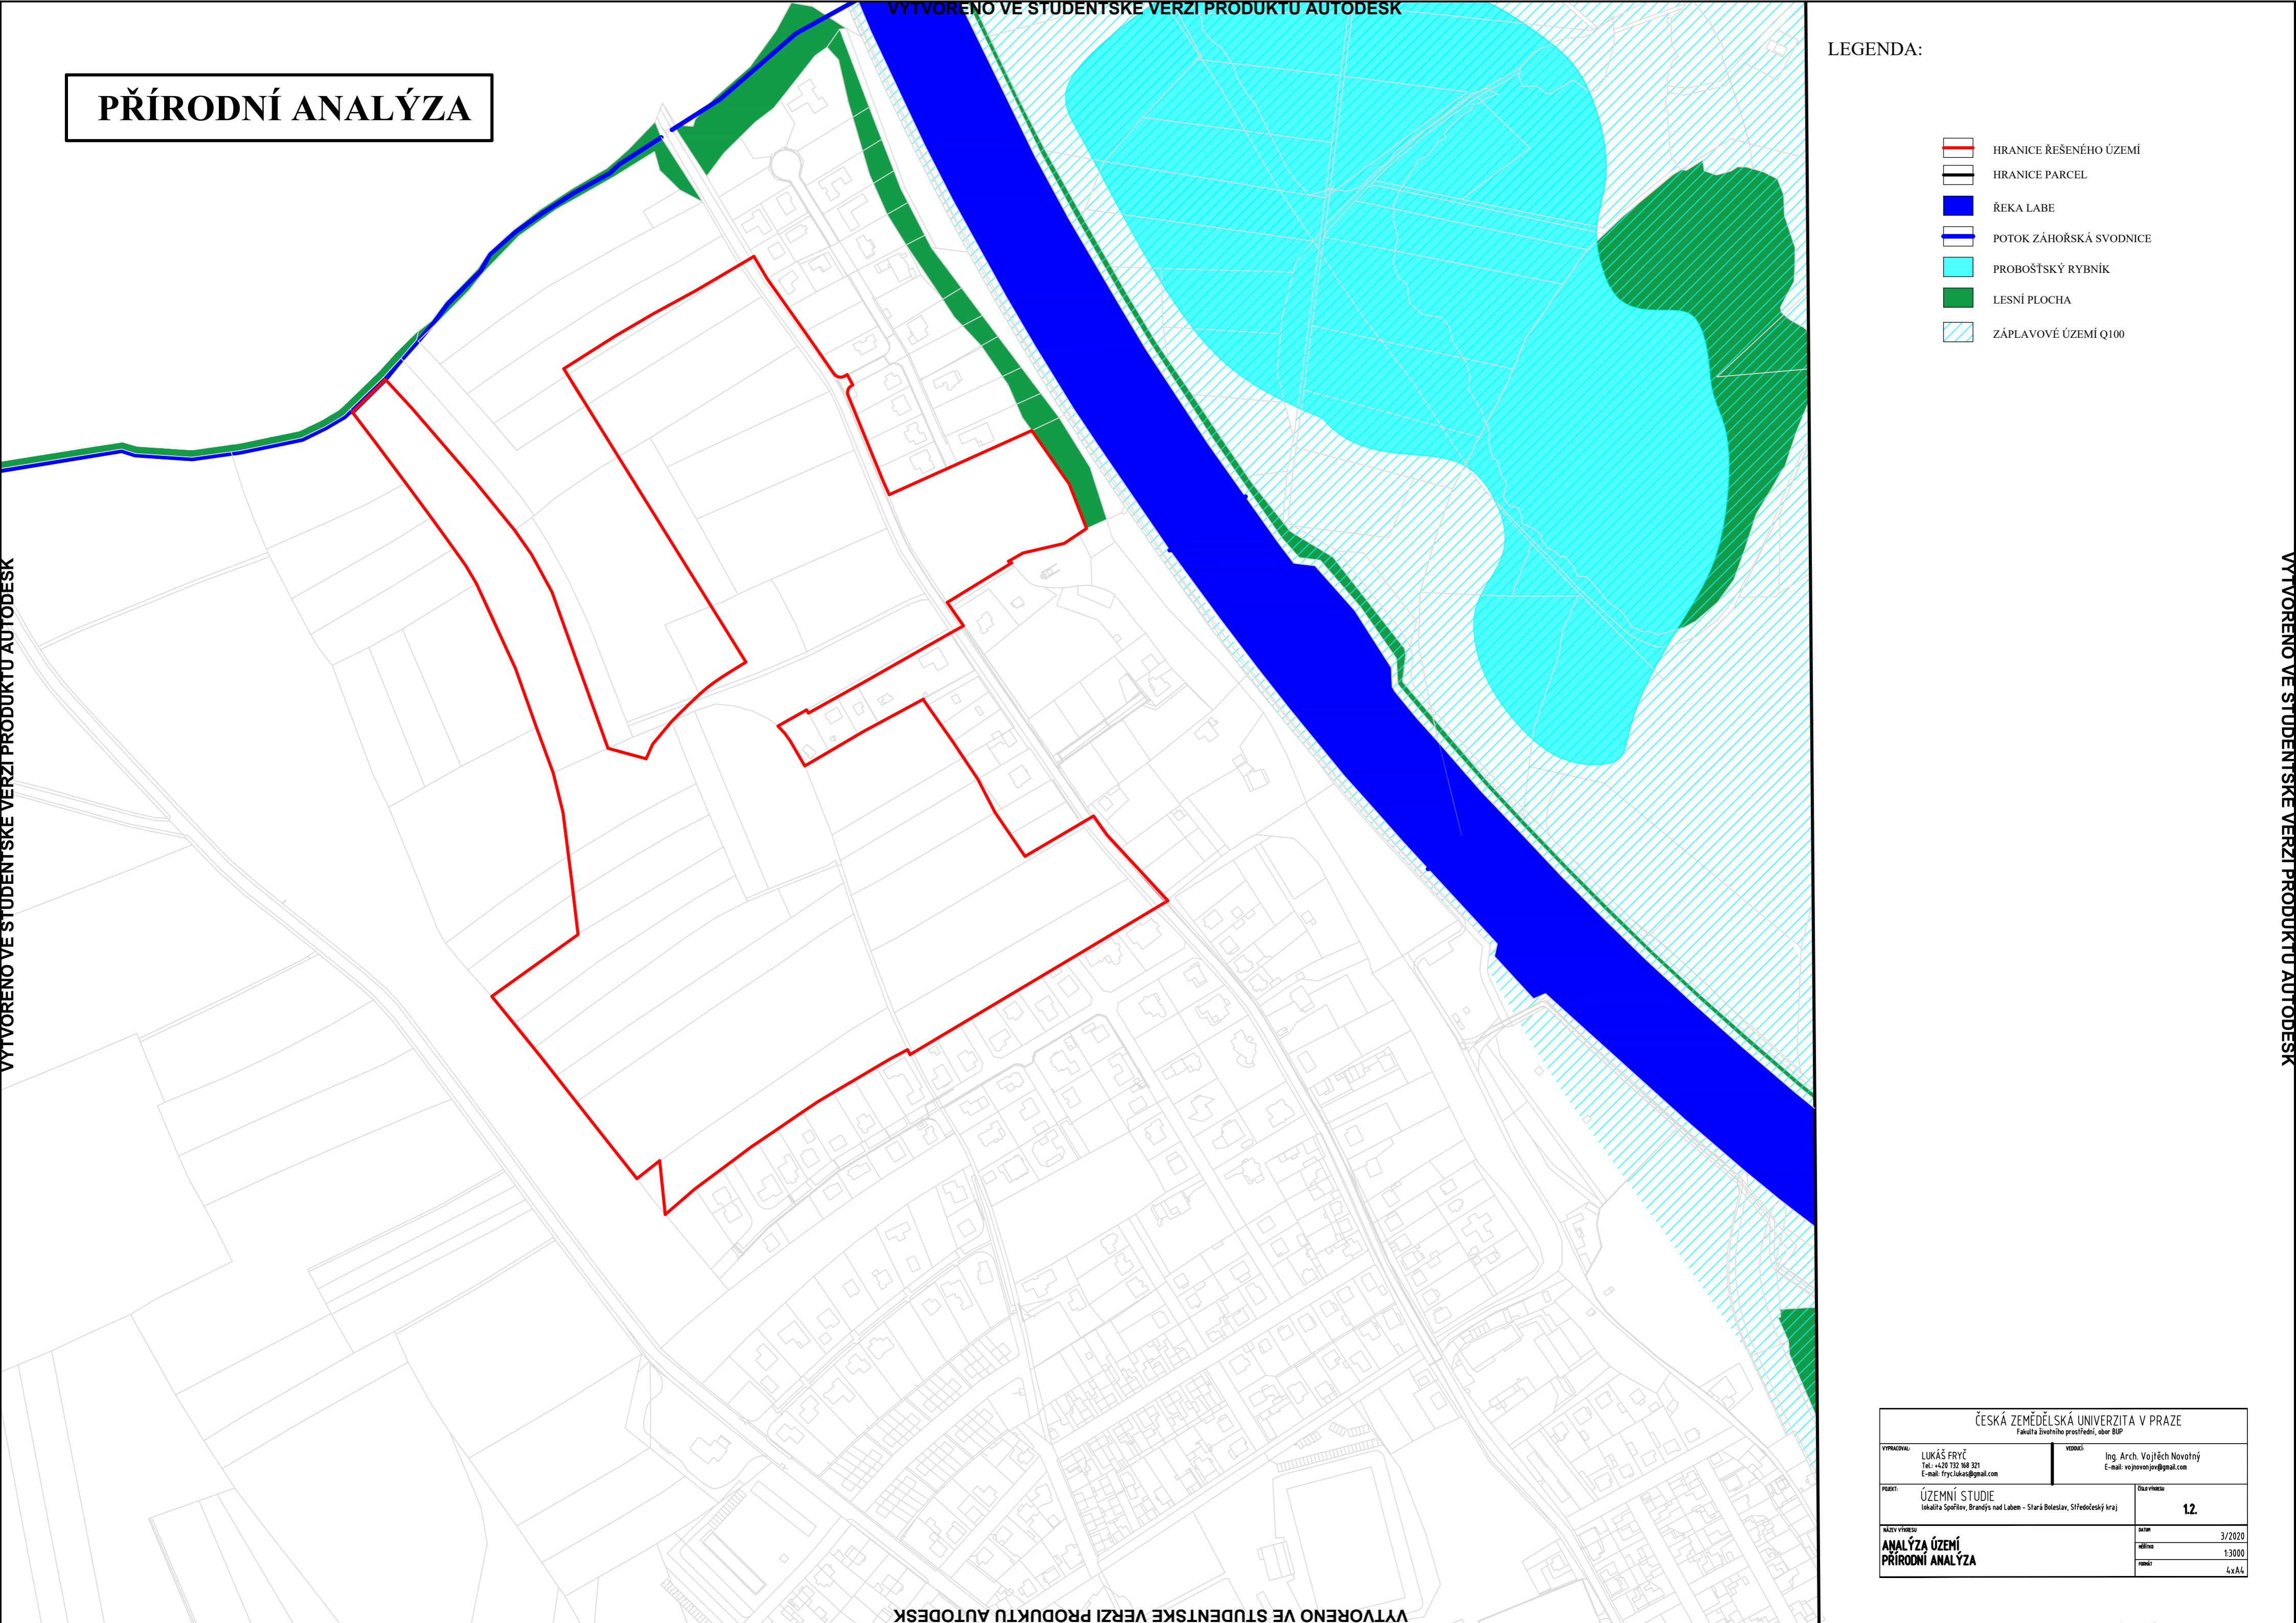 VYTVOŘENO VE STUDENTSKÉ VERZI PRODUKTU AUTODESK
PŘÍRODNÍ ANALÝZA
LEGENDA:
HRANICE ŘEŠENÉHO ÚZEMÍ
HRANICE PARCEL
ŘEKA LABE
POTOK ZÁHOŘSKÁ SVODNICE
PROBOŠŤSKÝ RYBNÍK
LESNÍ PLOCHA
ZÁPLAVOVÉ ÚZEMÍ Q100
VYTVOŘENO VE STUDENTSKÉ VERZI PRODUKTU AUTODESK
VYTVOŘENO VE STUDENTSKÉ VERZI PRODUKTU AUTODESK
ČESKÁ ZEMĚDĚLSKÁ UNIVERZITA V PRAZE
Fakulta životního prostřední, obor BUP
VYPRACOVAL:
LUKÁŠ FRYČ
Tel.: +420 732 168 321
E-mail: fryc.lukas@gmail.com
VEDOUCÍ:
Ing. Arch. Vojtěch Novotný
E-mail: vojnovonjov@gmail.com
POJEKT:
ÚZEMNÍ STUDIE
lokalita Spořilov, Brandýs nad Labem - Stará Boleslav, Středočeský kraj
ČÍSLO VÝKRESU
1.2.
NÁZEV VÝKRESU
ANALÝZA ÚZEMÍ
PŘÍRODNÍ ANALÝZA
DATUM
3/2020
MĚŘÍTKO
1:3000
FORMÁT
4xA4
VYTVOŘENO VE STUDENTSKÉ VERZI PRODUKTU AUTODESK